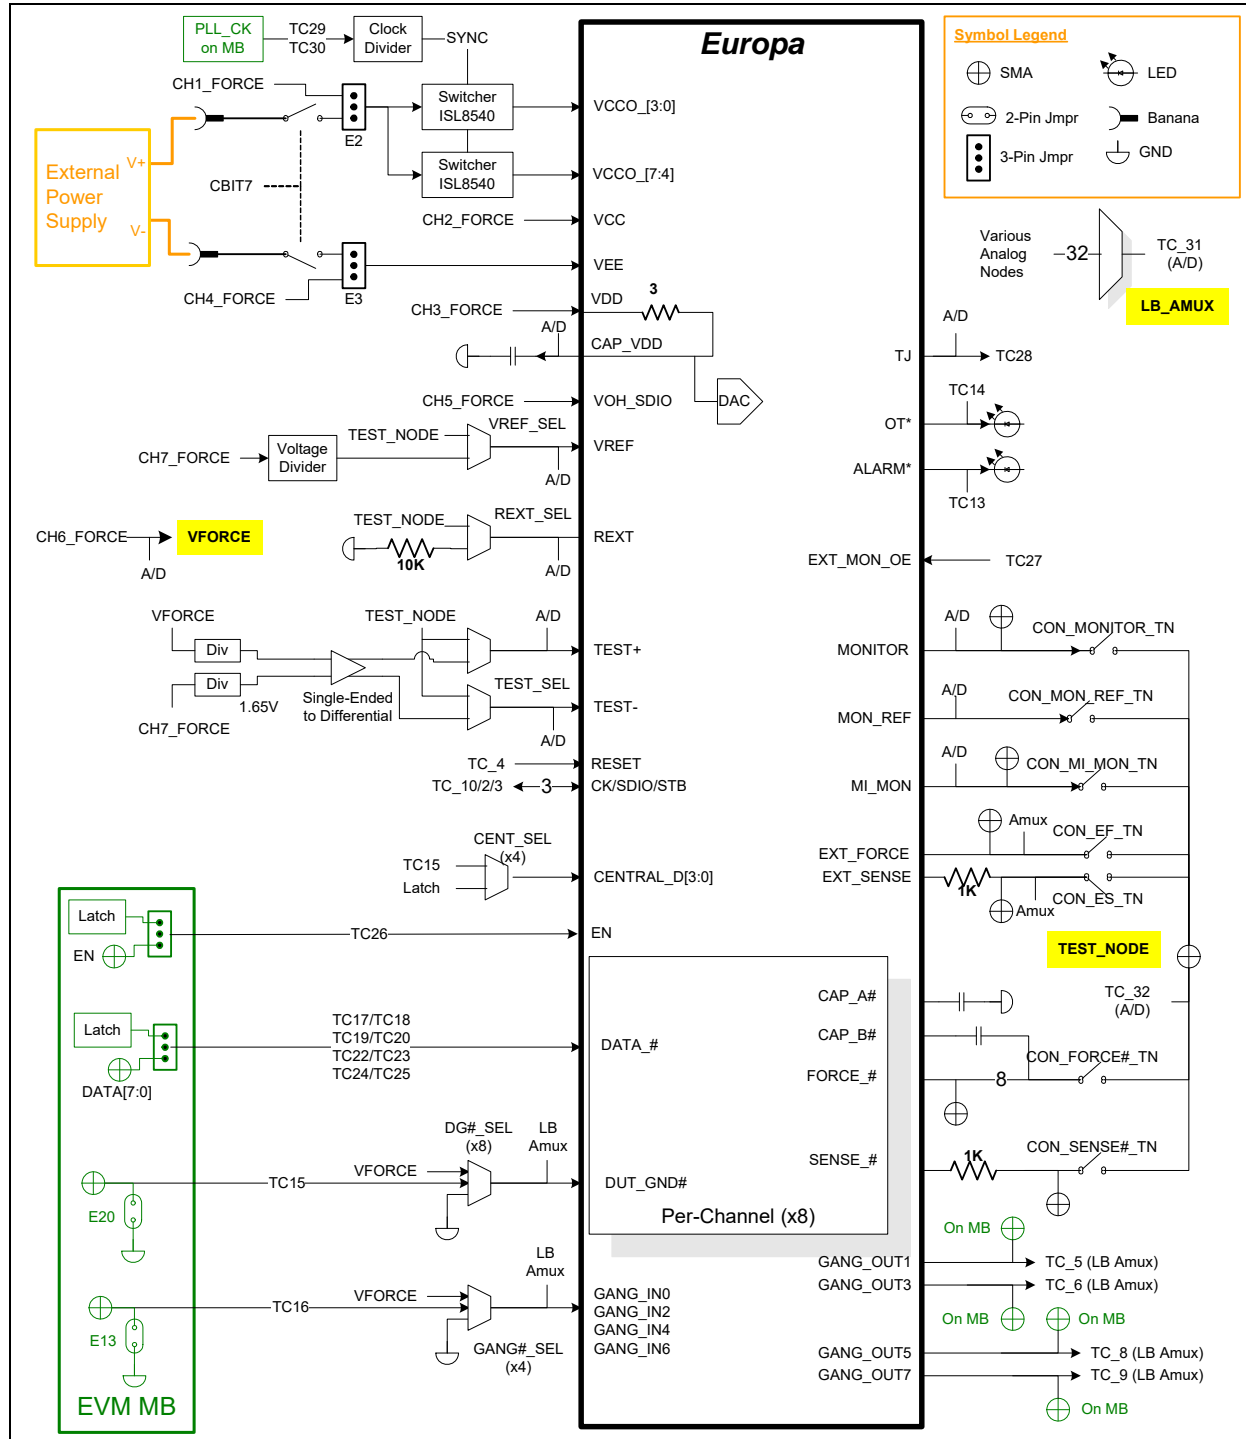 PLL_CK
on MB
TC29
TC30
Clock
Divider
SYNC
Europa
Symbol Legend
SMA
LED
2-Pin Jmpr
Banana
3-Pin Jmpr
GND
CH1_FORCE
E2
Switcher
ISL8540
VCCO_[3:0]
External
Power
Supply
V+
V-
CBIT7
Switcher
ISL8540
VCCO_[7:4]
CH2_FORCE
VCC
VEE
CH4_FORCE
E3
Various
Analog
Nodes
32
TC_31
(A/D)
LB_AMUX
CH3_FORCE
VDD
3
A/D
CAP_VDD
DAC
A/D
TJ
TC28
CH5_FORCE
VOH_SDIO
TC14
OT*
VREF_SEL
TEST_NODE
CH7_FORCE
Voltage
Divider
VREF
A/D
ALARM*
TC13
CH6_FORCE
A/D
VFORCE
TEST_NODE
REXT_SEL
10K
REXT
A/D
EXT_MON_OE
TC27
VFORCE
Div
TEST_NODE
A/D
TEST+
Div
1.65V
CH7_FORCE
Single-Ended
to Differential
TEST_SEL
TEST-
A/D
A/D
MONITOR
CON_MONITOR_TN
A/D
MON_REF
CON_MON_REF_TN
TC_4
RESET
TC_10/2/3
3
CK/SDIO/STB
A/D
MI_MON
CON_MI_MON_TN
CENT_SEL
(x4)
TC15
Latch
CENTRAL_D[3:0]
Amux
CON_EF_TN
EXT_FORCE
EXT_SENSE
1K
Amux
CON_ES_TN
Latch
EN
TC26
EN
TEST_NODE
TC_32
(A/D)
Latch
DATA[7:0]
TC17/TC18
TC19/TC20
TC22/TC23
TC24/TC25
DATA_#
CAP_A#
CAP_B#
FORCE_#
8
CON_FORCE#_TN
DG#_SEL
(x8)
LB
Amux
VFORCE
TC15
E20
DUT_GND#
SENSE_#
1K
CON_SENSE#_TN
Per-Channel (x8)
On MB
GANG_OUT1
TC_5 (LB Amux)
GANG_OUT3
TC_6 (LB Amux)
On MB
On MB
LB
Amux
VFORCE
TC16
E13
GANG#_SEL
(x4)
GANG_IN0
GANG_IN2
GANG_IN4
GANG_IN6
GANG_OUT5
TC_8 (LB Amux)
GANG_OUT7
TC_9 (LB Amux)
On MB
EVM MB